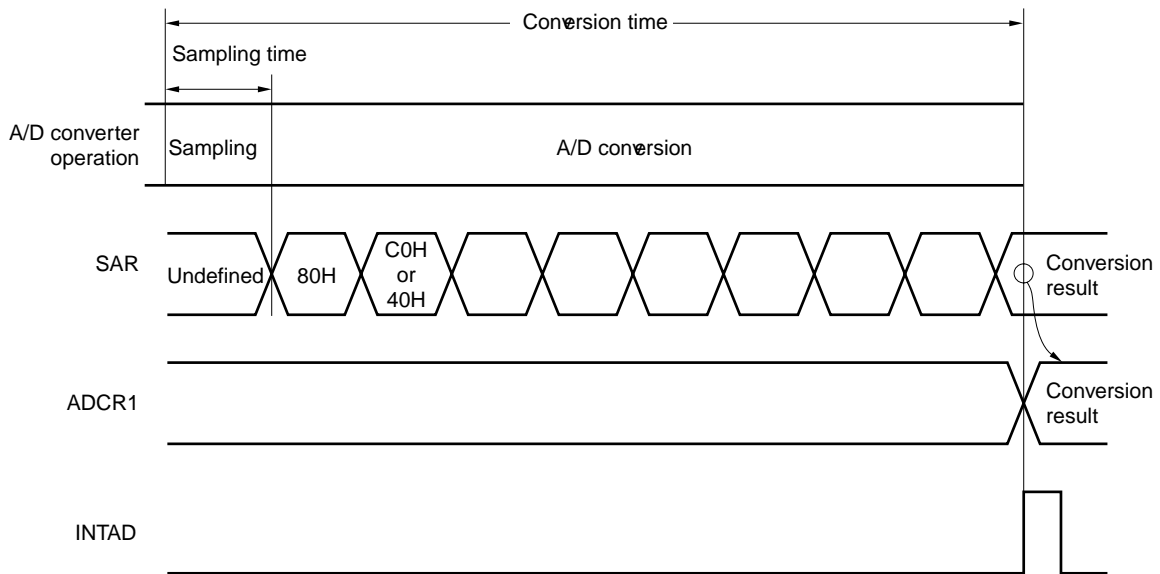 Conversion time
Sampling time
A/D converter
operation
Sampling
A/D conversion
SAR
Undefined
80H
C0H
or
40H
Conversion
result
ADCR1
Conversion
result
INTAD